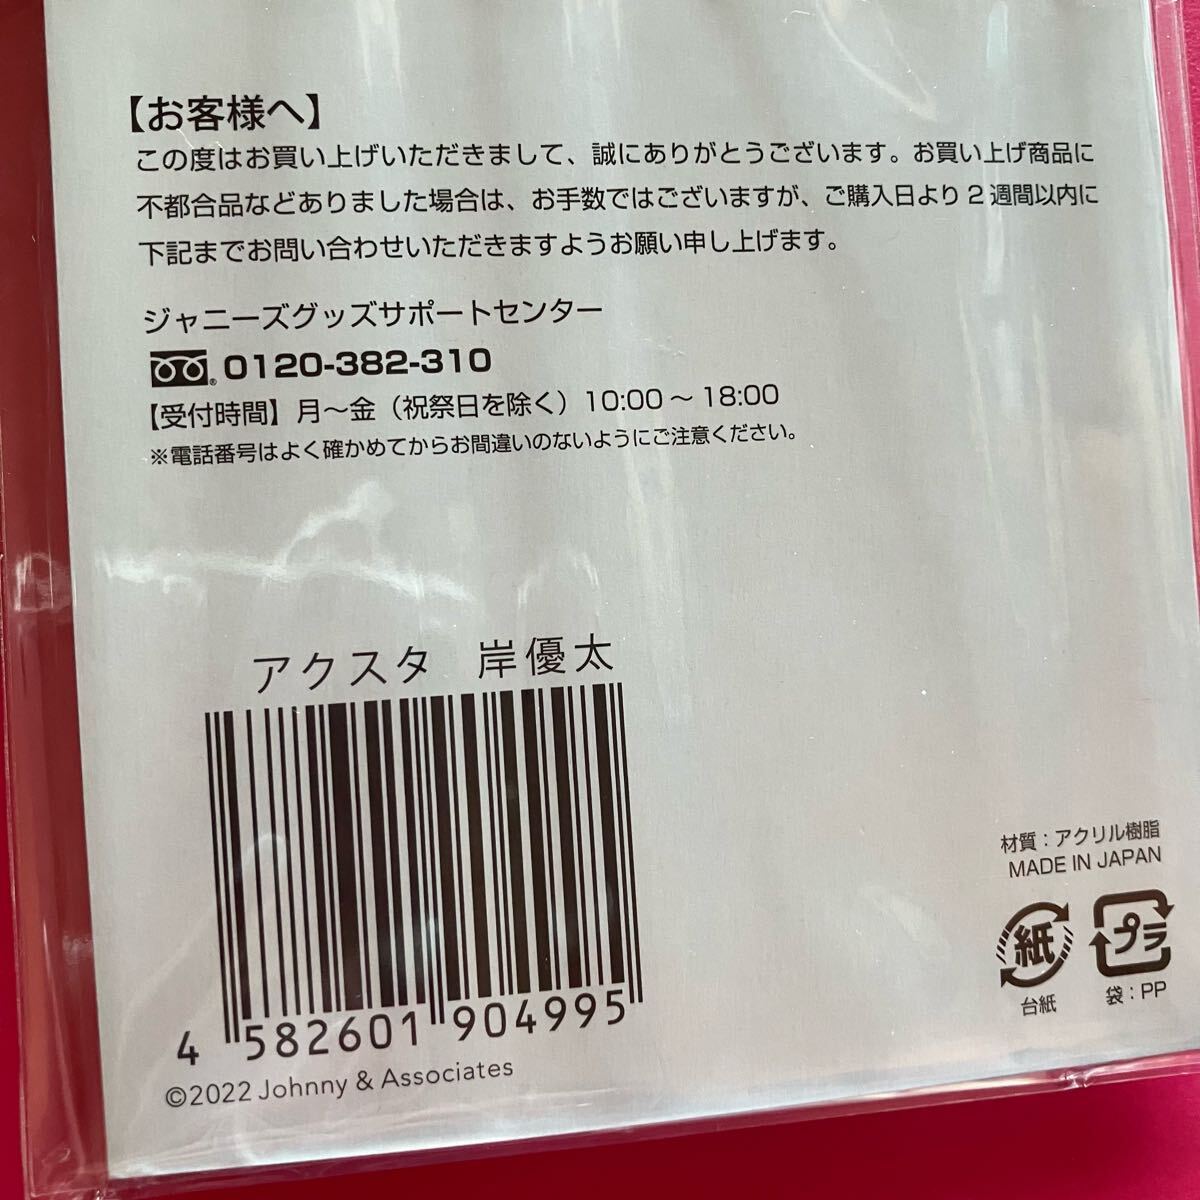 【お客様へ】
この度はお買い上げいただきまして、誠にありがとうございます。お買い上げ商品に
不都合品などありました場合は、お手数ではございますが、ご購入日より2週間以内に
下記までお問い合わせいただきますようお願い申し上げます。
ジャニーズグッズサポートセンター
0120-382-310
【受付時間】月～金（祝祭日を除く）10:00～18:00
※電話番号はよく確かめてからお間違いのないようにご注意ください。
アクスタ 岸優太
4 582601 904995
©2022 Johnny & Associates
材質：アクリル樹脂
MADE IN JAPAN
紙
台紙
プラ
袋：PP